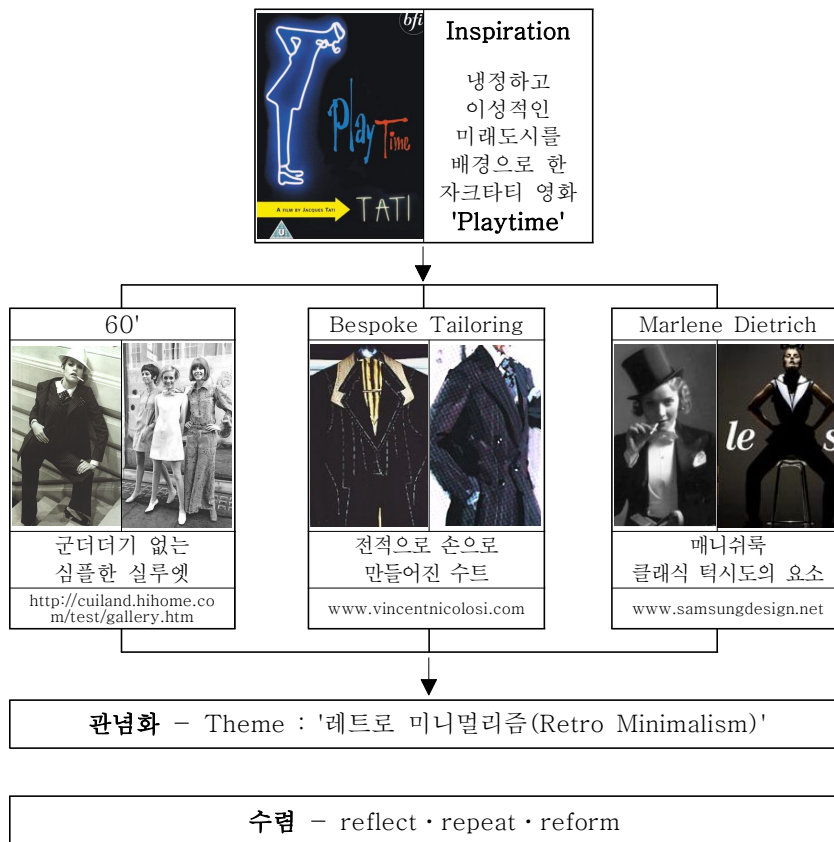 bfi
Play Time
A FILM BY JACQUES TATI
TATI
U
Inspiration
냉정하고
이성적인
미래도시를
배경으로 한
자크타티 영화
'Playtime'
60'
군더더기 없는
심플한 실루엣
http://cuiland.hihome.co
m/test/gallery.htm
Bespoke Tailoring
전적으로 손으로
만들어진 수트
www.vincentnicolosi.com
Marlene Dietrich
le s
매니쉬룩
클래식 턱시도의 요소
www.samsungdesign.net
관념화 - Theme : '레트로 미니멀리즘(Retro Minimalism)'
수렴 - reflect · repeat · reform